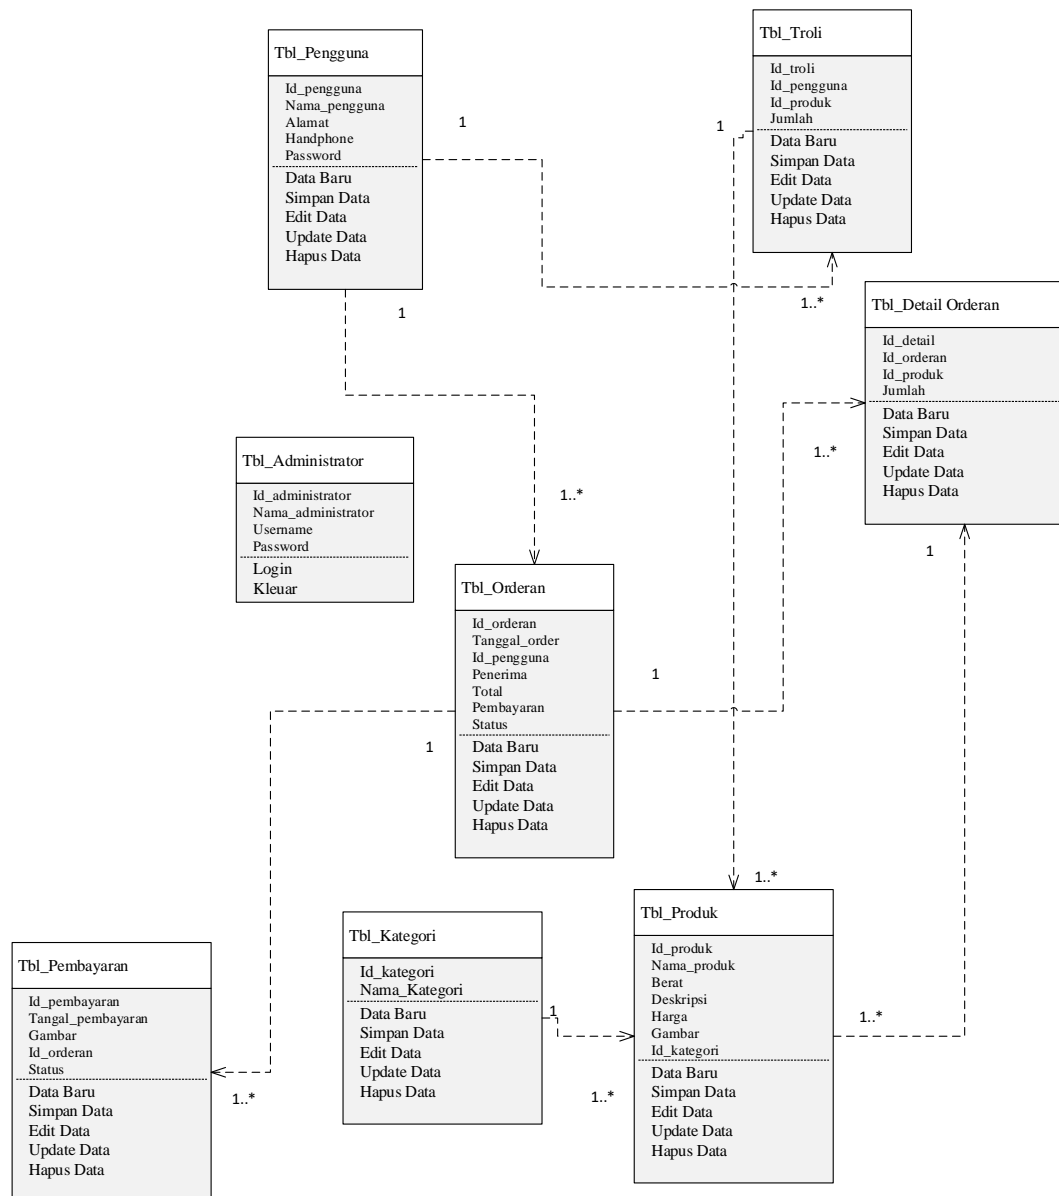 Tbl_Pengguna
Id_pengguna
Nama_pengguna
Alamat
Handphone
Password
Data Baru
Simpan Data
Edit Data
Update Data
Hapus Data
1
1
Tbl_Troli
Id_troli
Id_pengguna
Id_produk
Jumlah
Data Baru
Simpan Data
Edit Data
Update Data
Hapus Data
1
1..*
Tbl_Detail Orderan
Id_detail
Id_orderan
Id_produk
Jumlah
Data Baru
Simpan Data
Edit Data
Update Data
Hapus Data
1..*
1
Tbl_Administrator
Id_administrator
Nama_administrator
Username
Password
Login
Kleuar
1..*
Tbl_Orderan
Id_orderan
Tanggal_order
Id_pengguna
Penerima
Total
Pembayaran
Status
Data Baru
Simpan Data
Edit Data
Update Data
Hapus Data
1
1
Tbl_Pembayaran
Id_pembayaran
Tangal_pembayaran
Gambar
Id_orderan
Status
Data Baru
Simpan Data
Edit Data
Update Data
Hapus Data
1..*
Tbl_Kategori
Id_kategori
Nama_Kategori
Data Baru
Simpan Data
Edit Data
Update Data
Hapus Data
1
1..*
1..*
Tbl_Produk
Id_produk
Nama_produk
Berat
Deskripsi
Harga
Gambar
Id_kategori
Data Baru
Simpan Data
Edit Data
Update Data
Hapus Data
1..*